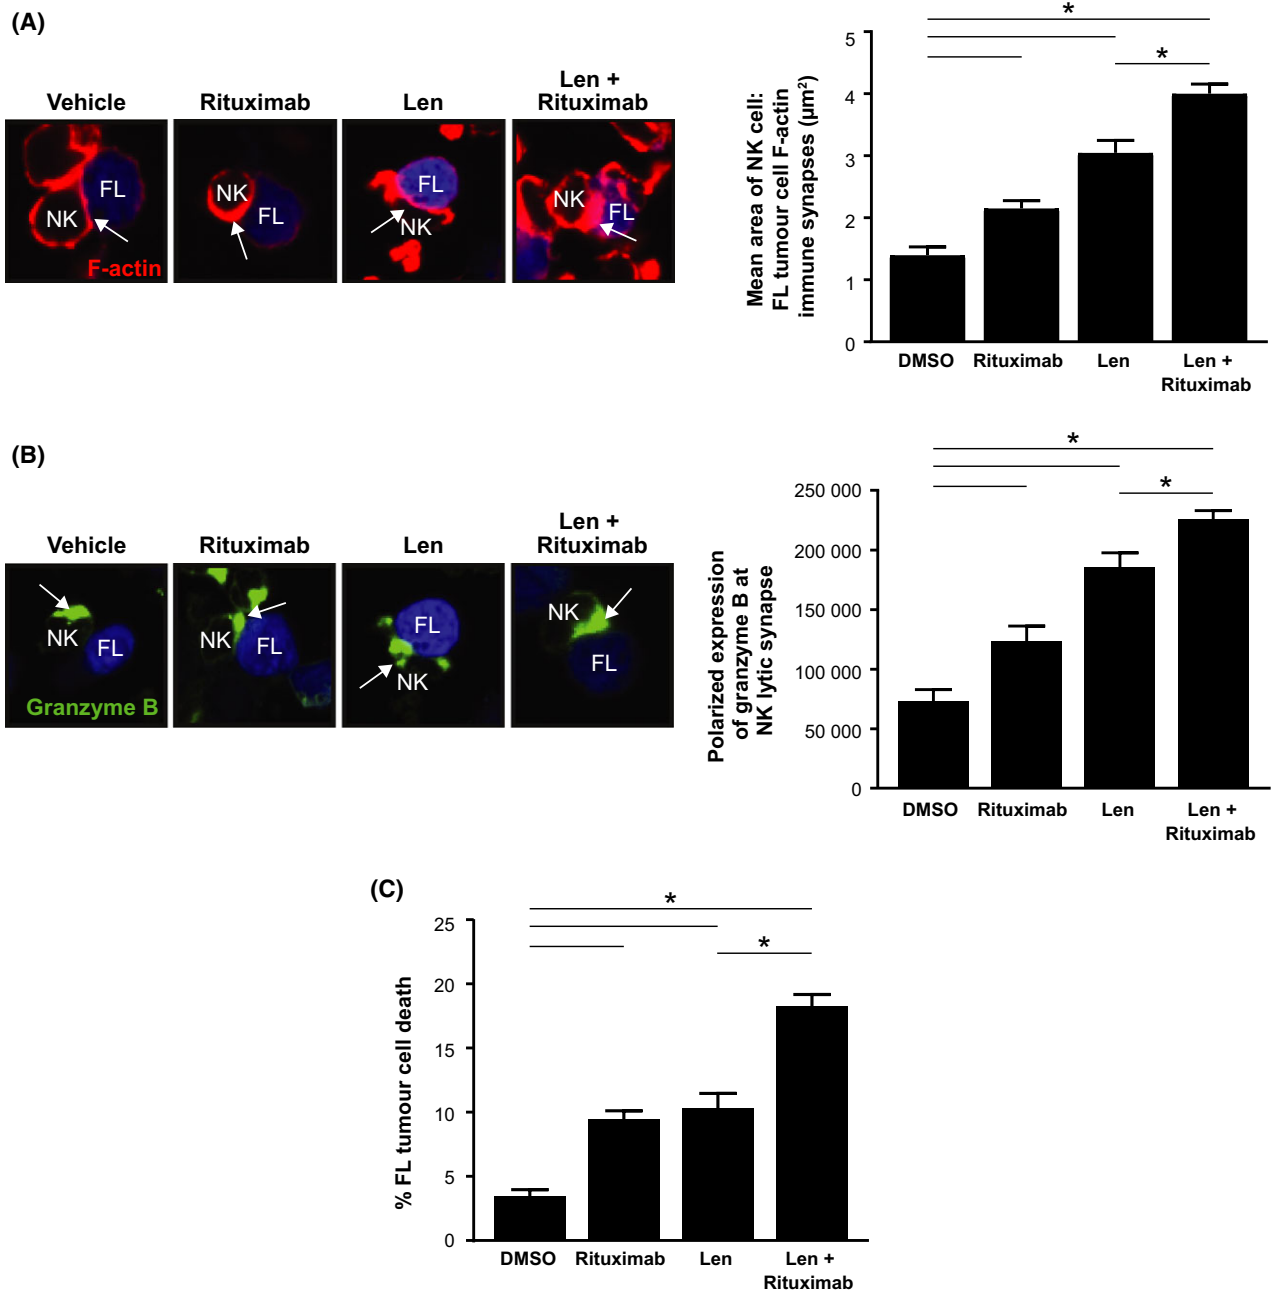 (A)
Vehicle
Rituximab
Len
Len +
Rituximab
NK
FL
F-actin
NK
FL
FL
NK
NK
FL
Mean area of NK cell:
FL tumour cell F-actin
immune synapses (µm²)
5
4
3
2
1
0
*
*
DMSO
Rituximab
Len
Len +
Rituximab
(B)
Vehicle
Rituximab
Len
Len +
Rituximab
NK
FL
Granzyme B
NK
FL
FL
NK
NK
FL
Polarized expression
of granzyme B at
NK lytic synapse
250 000
200 000
150 000
100 000
50 000
0
*
*
DMSO
Rituximab
Len
Len +
Rituximab
(C)
% FL tumour cell death
25
20
15
10
5
0
*
*
DMSO
Rituximab
Len
Len +
Rituximab